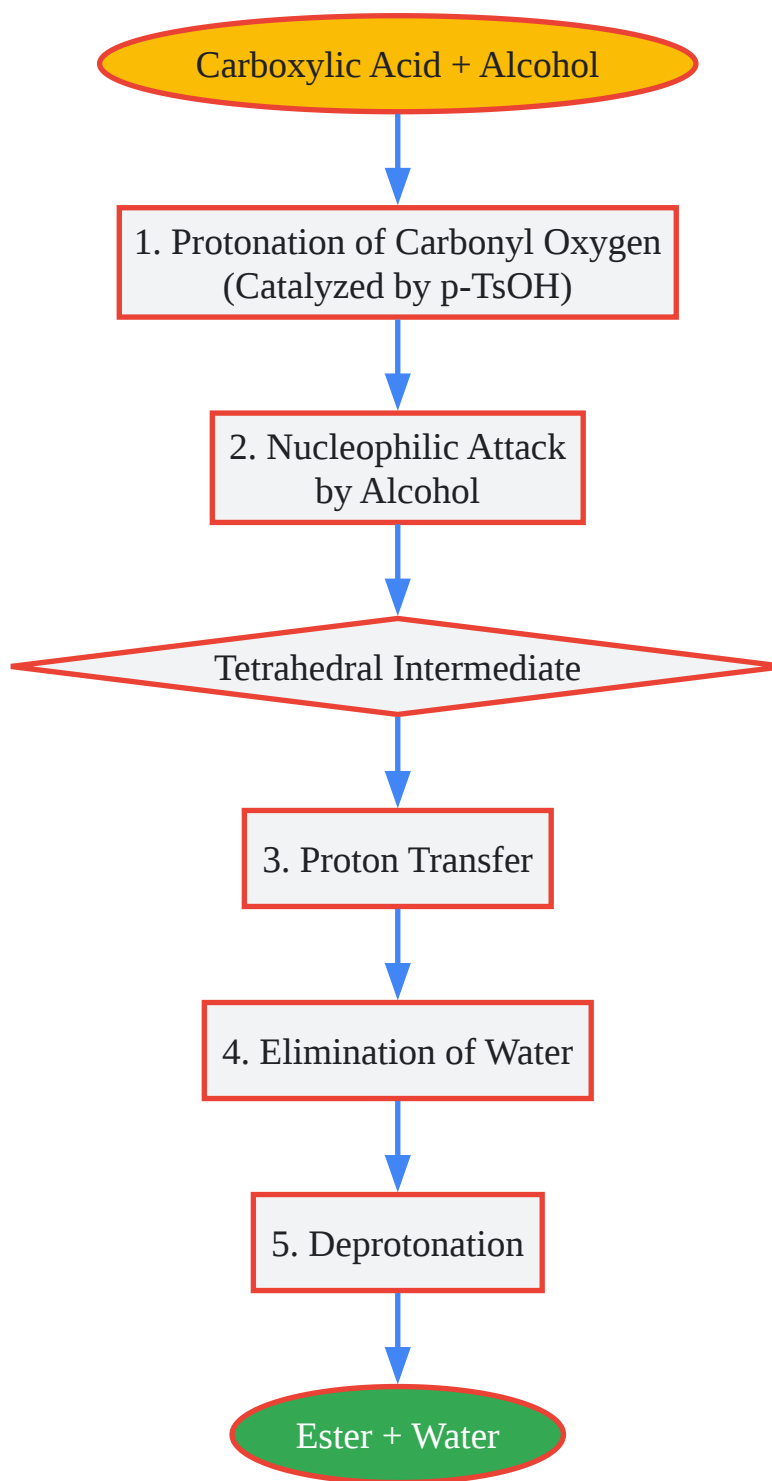 Carboxylic Acid + Alcohol
1. Protonation of Carbonyl Oxygen
(Catalyzed by p-TsOH)
2. Nucleophilic Attack
by Alcohol
Tetrahedral Intermediate
3. Proton Transfer
4. Elimination of Water
5. Deprotonation
Ester + Water